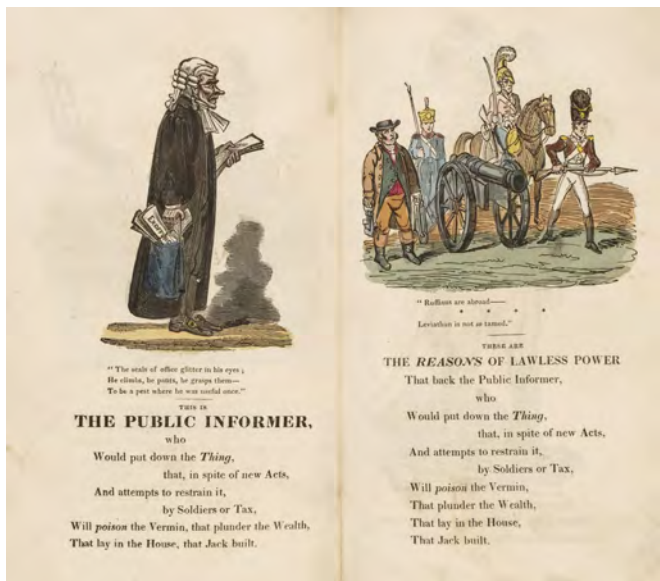 "The seals of office glitter in his eyes;
He climbs, he pants, he grasps them—
To be a pest where he was useful once."
THIS IS
THE PUBLIC INFORMER,
who
Would put down the Thing,
that, in spite of new Acts,
And attempts to restrain it,
by Soldiers or Tax,
Will poison the Vermin, that plunder the Wealth,
That lay in the House, that Jack built.
"Ruffians are abroad——
* * * *
Leviathan is not so tamed."
THESE ARE
THE REASONS OF LAWLESS POWER
That back the Public Informer,
who
Would put down the Thing,
that, in spite of new Acts,
And attempts to restrain it,
by Soldiers or Tax,
Will poison the Vermin,
That plunder the Wealth,
That lay in the House,
That Jack built.